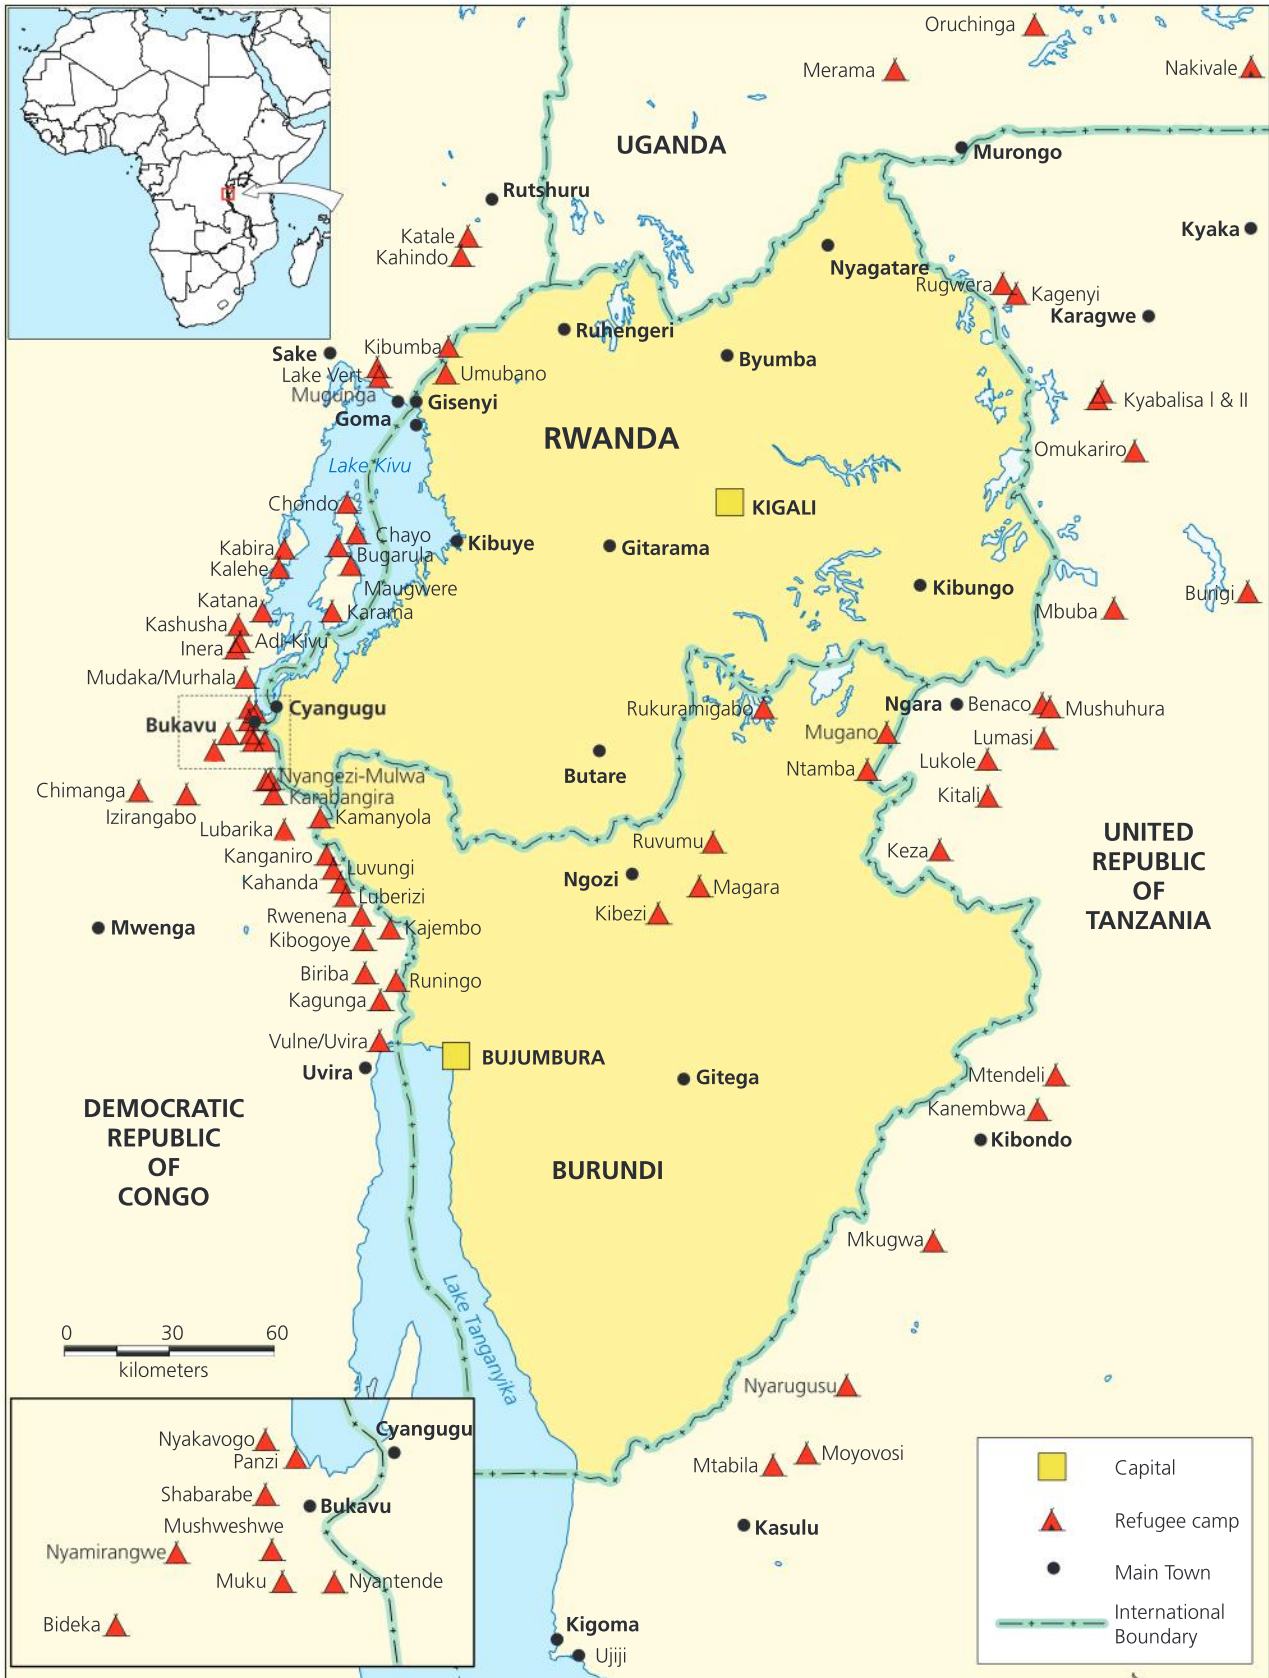 Oruchinga
Merama
Nakivale
UGANDA
Murongo
Rutshuru
Kyaka
Katale
Kahindo
Nyagatare
Rugwera
Kagenyi
Karagwe
Ruhengeri
Sake
Kibumba
Byumba
Lake Vert
Umubano
Mugunga
Gisenyi
Kyabalisa I & II
Goma
RWANDA
Omukariro
Lake Kivu
Chondo
KIGALI
Chayo
Kabira
Bugarula
Kibuye
Gitarama
Kalehe
Maugwere
Kibungo
Burigi
Katana
Karama
Mbuba
Kashusha
Adi-Kivu
Inera
Mudaka/Murhala
Cyangugu
Rukuramigabo
Ngara
Benaco
Mushuhura
Bukavu
Mugano
Lumasi
Butare
Ntamba
Lukole
Nyangezi-Mulwa
Chimanga
Karabangira
Kitali
Izirangabo
Kamanyola
Lubarika
UNITED
REPUBLIC
OF
TANZANIA
Ruvumu
Keza
Kanganiro
Luvungi
Ngozi
Kahanda
Magara
Luberizi
Kibezi
Rwenena
Mwenga
Kajembo
Kibogoye
Biriba
Runingo
Kagunga
Vulne/Uvira
BUJUMBURA
Uvira
Gitega
Mtendeli
DEMOCRATIC
REPUBLIC
OF
CONGO
Kanembwa
Kibondo
BURUNDI
Mkugwa
Lake Tanganyika
0 30 60
kilometers
Nyarugusu
Cyangugu
Nyakavogo
Panzi
Moyovosi
Mtabila
Shabarabe
Bukavu
Mushweshwe
Kasulu
Nyamirangwe
Muku
Nyantende
Bideka
Kigoma
Ujiji
Capital
Refugee camp
Main Town
International
Boundary